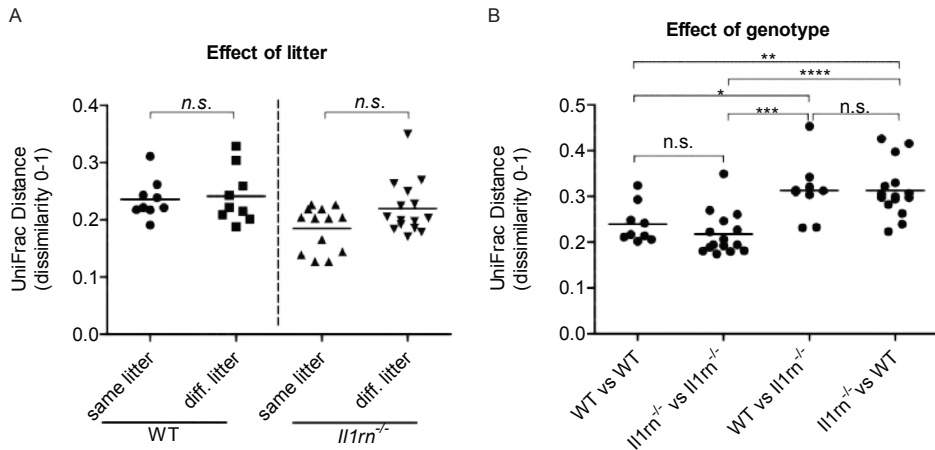 A
Effect of litter
n.s.
n.s.
UniFrac Distance
(dissimilarity 0-1)
0.4
0.3
0.2
0.1
0.0
same litter
diff. litter
same litter
diff. litter
WT
Il1rn-/-
B
Effect of genotype
**
****
*
***
n.s.
n.s.
UniFrac Distance
(dissimilarity 0-1)
0.5
0.4
0.3
0.2
0.1
0.0
WT vs WT
Il1rn-/- vs Il1rn-/-
WT vs Il1rn-/-
Il1rn-/- vs WT